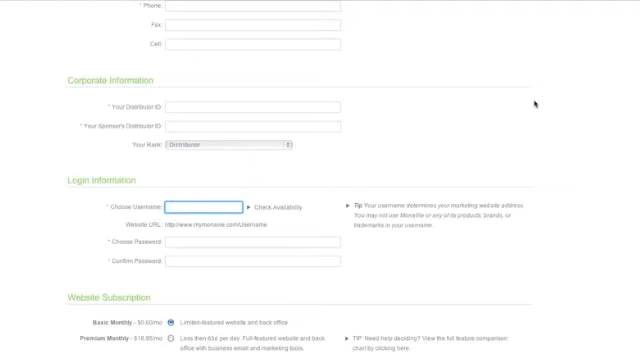 * Phone:
Fax:
Cell:
Corporate Information
* Your Distributor ID:
* Your Sponsor's Distributor ID:
Your Rank: Distributor
Login Information
* Choose Username: ► Check Availability
► Tip Your username determines your marketing website address.
You may not use MonaVie or any of its products, brands, or
trademarks in your username.
Website URL: http://www.mymonavie.com/Username
* Choose Password:
* Confirm Password:
Website Subscription
Basic Monthly - $0.00/mo Limited-featured website and back office
Premium Monthly - $18.95/mo Less then 63¢ per day. Full-featured website and back
office with business email and marketing tools.
► TIP: Need help deciding? View the full feature comparison
chart by clicking here.